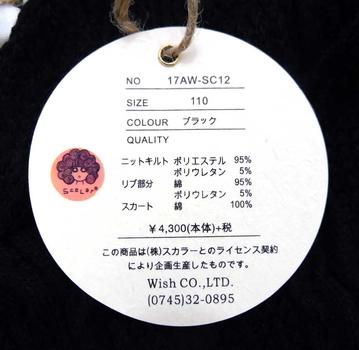 NO 17AW-SC12
SIZE 110
COLOUR ブラック
QUALITY
ニットキルト ポリエステル 95%
ポリウレタン 5%
リブ部分 綿 95%
ポリウレタン 5%
スカート 綿 100%
ScoLar
￥4,300(本体)+税
この商品は(株)スカラーとのライセンス契約
により企画生産したものです。
Wish CO.,LTD.
(0745)32-0895